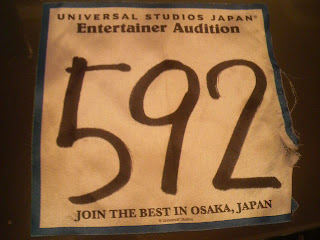 UNIVERSAL STUDIOS JAPAN®
Entertainer Audition
592
JOIN THE BEST IN OSAKA, JAPAN